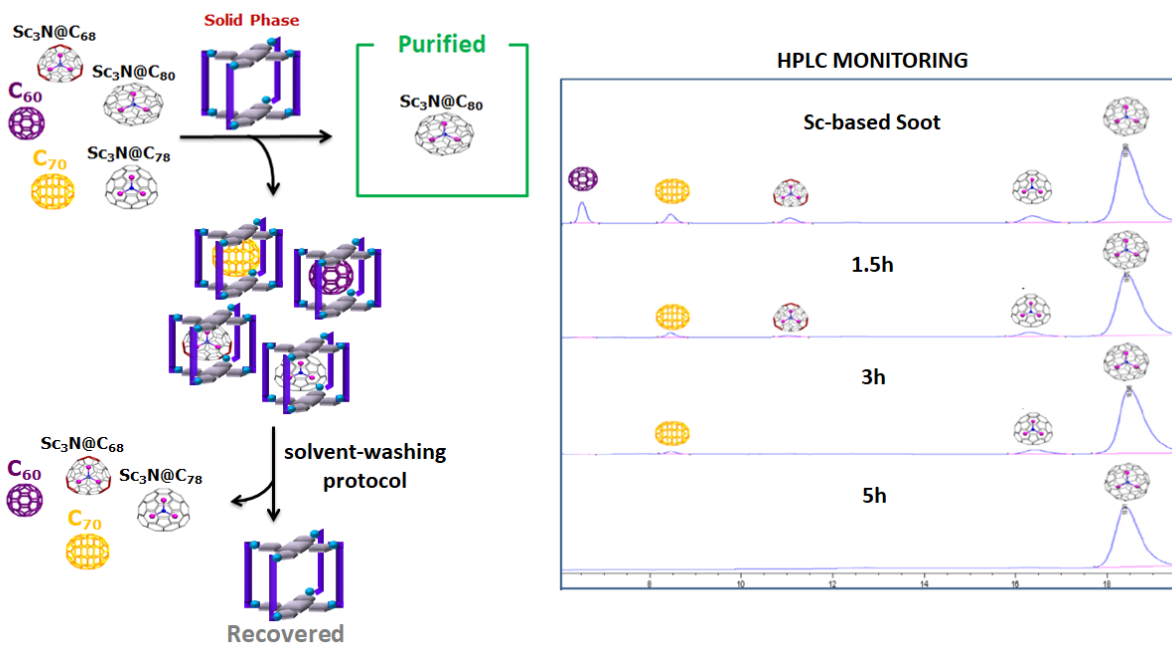 Solid Phase
Sc₃N@C₆₈
Sc₃N@C₈₀
C₆₀
C₇₀
Sc₃N@C₇₈
Purified
Sc₃N@C₈₀
solvent-washing
protocol
Sc₃N@C₆₈
C₆₀
Sc₃N@C₇₈
C₇₀
Recovered
HPLC MONITORING
Sc-based Soot
1.5h
3h
5h
8 10 12 14 16 18